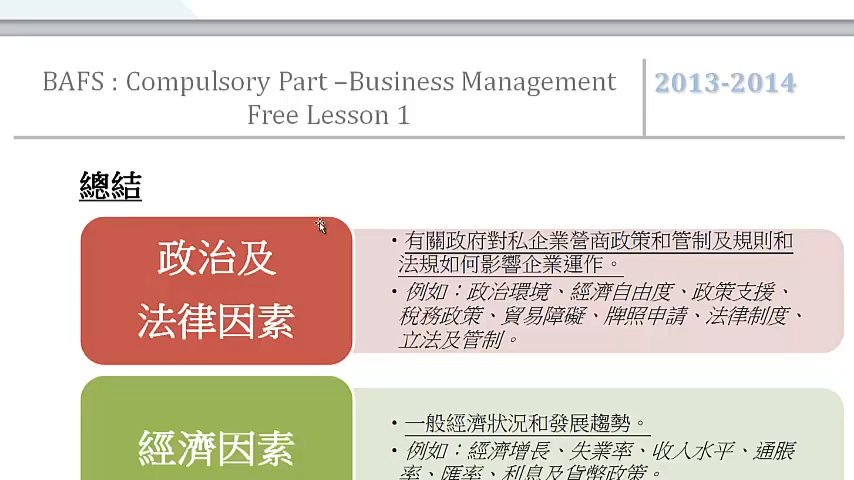 BAFS : Compulsory Part –Business Management
Free Lesson 1
2013-2014
總結
政治及
法律因素
• 有關政府對私企業營商政策和管制及規則和
法規如何影響企業運作。
• 例如：政治環境、經濟自由度、政策支援、
稅務政策、貿易障礙、牌照申請、法律制度、
立法及管制。
經濟因素
• 一般經濟狀況和發展趨勢。
• 例如：經濟增長、失業率、收入水平、通脹
率、匯率、利息及貨幣政策。